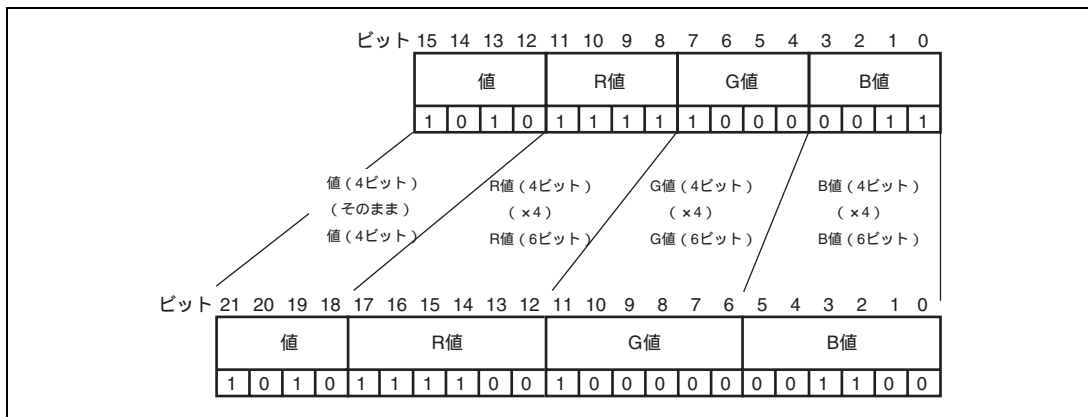 ビット 15 14 13 12 11 10 9 8 7 6 5 4 3 2 1 0
値 R値 G値 B値
1 0 1 0 1 1 1 1 1 0 0 0 0 0 1 1
値(4ビット) R値(4ビット) G値(4ビット) B値(4ビット)
(そのまま) (×4) (×4) (×4)
値(4ビット) R値(6ビット) G値(6ビット) B値(6ビット)
ビット 21 20 19 18 17 16 15 14 13 12 11 10 9 8 7 6 5 4 3 2 1 0
値 R値 G値 B値
1 0 1 0 1 1 1 1 0 0 1 0 0 0 0 0 0 0 1 1 0 0